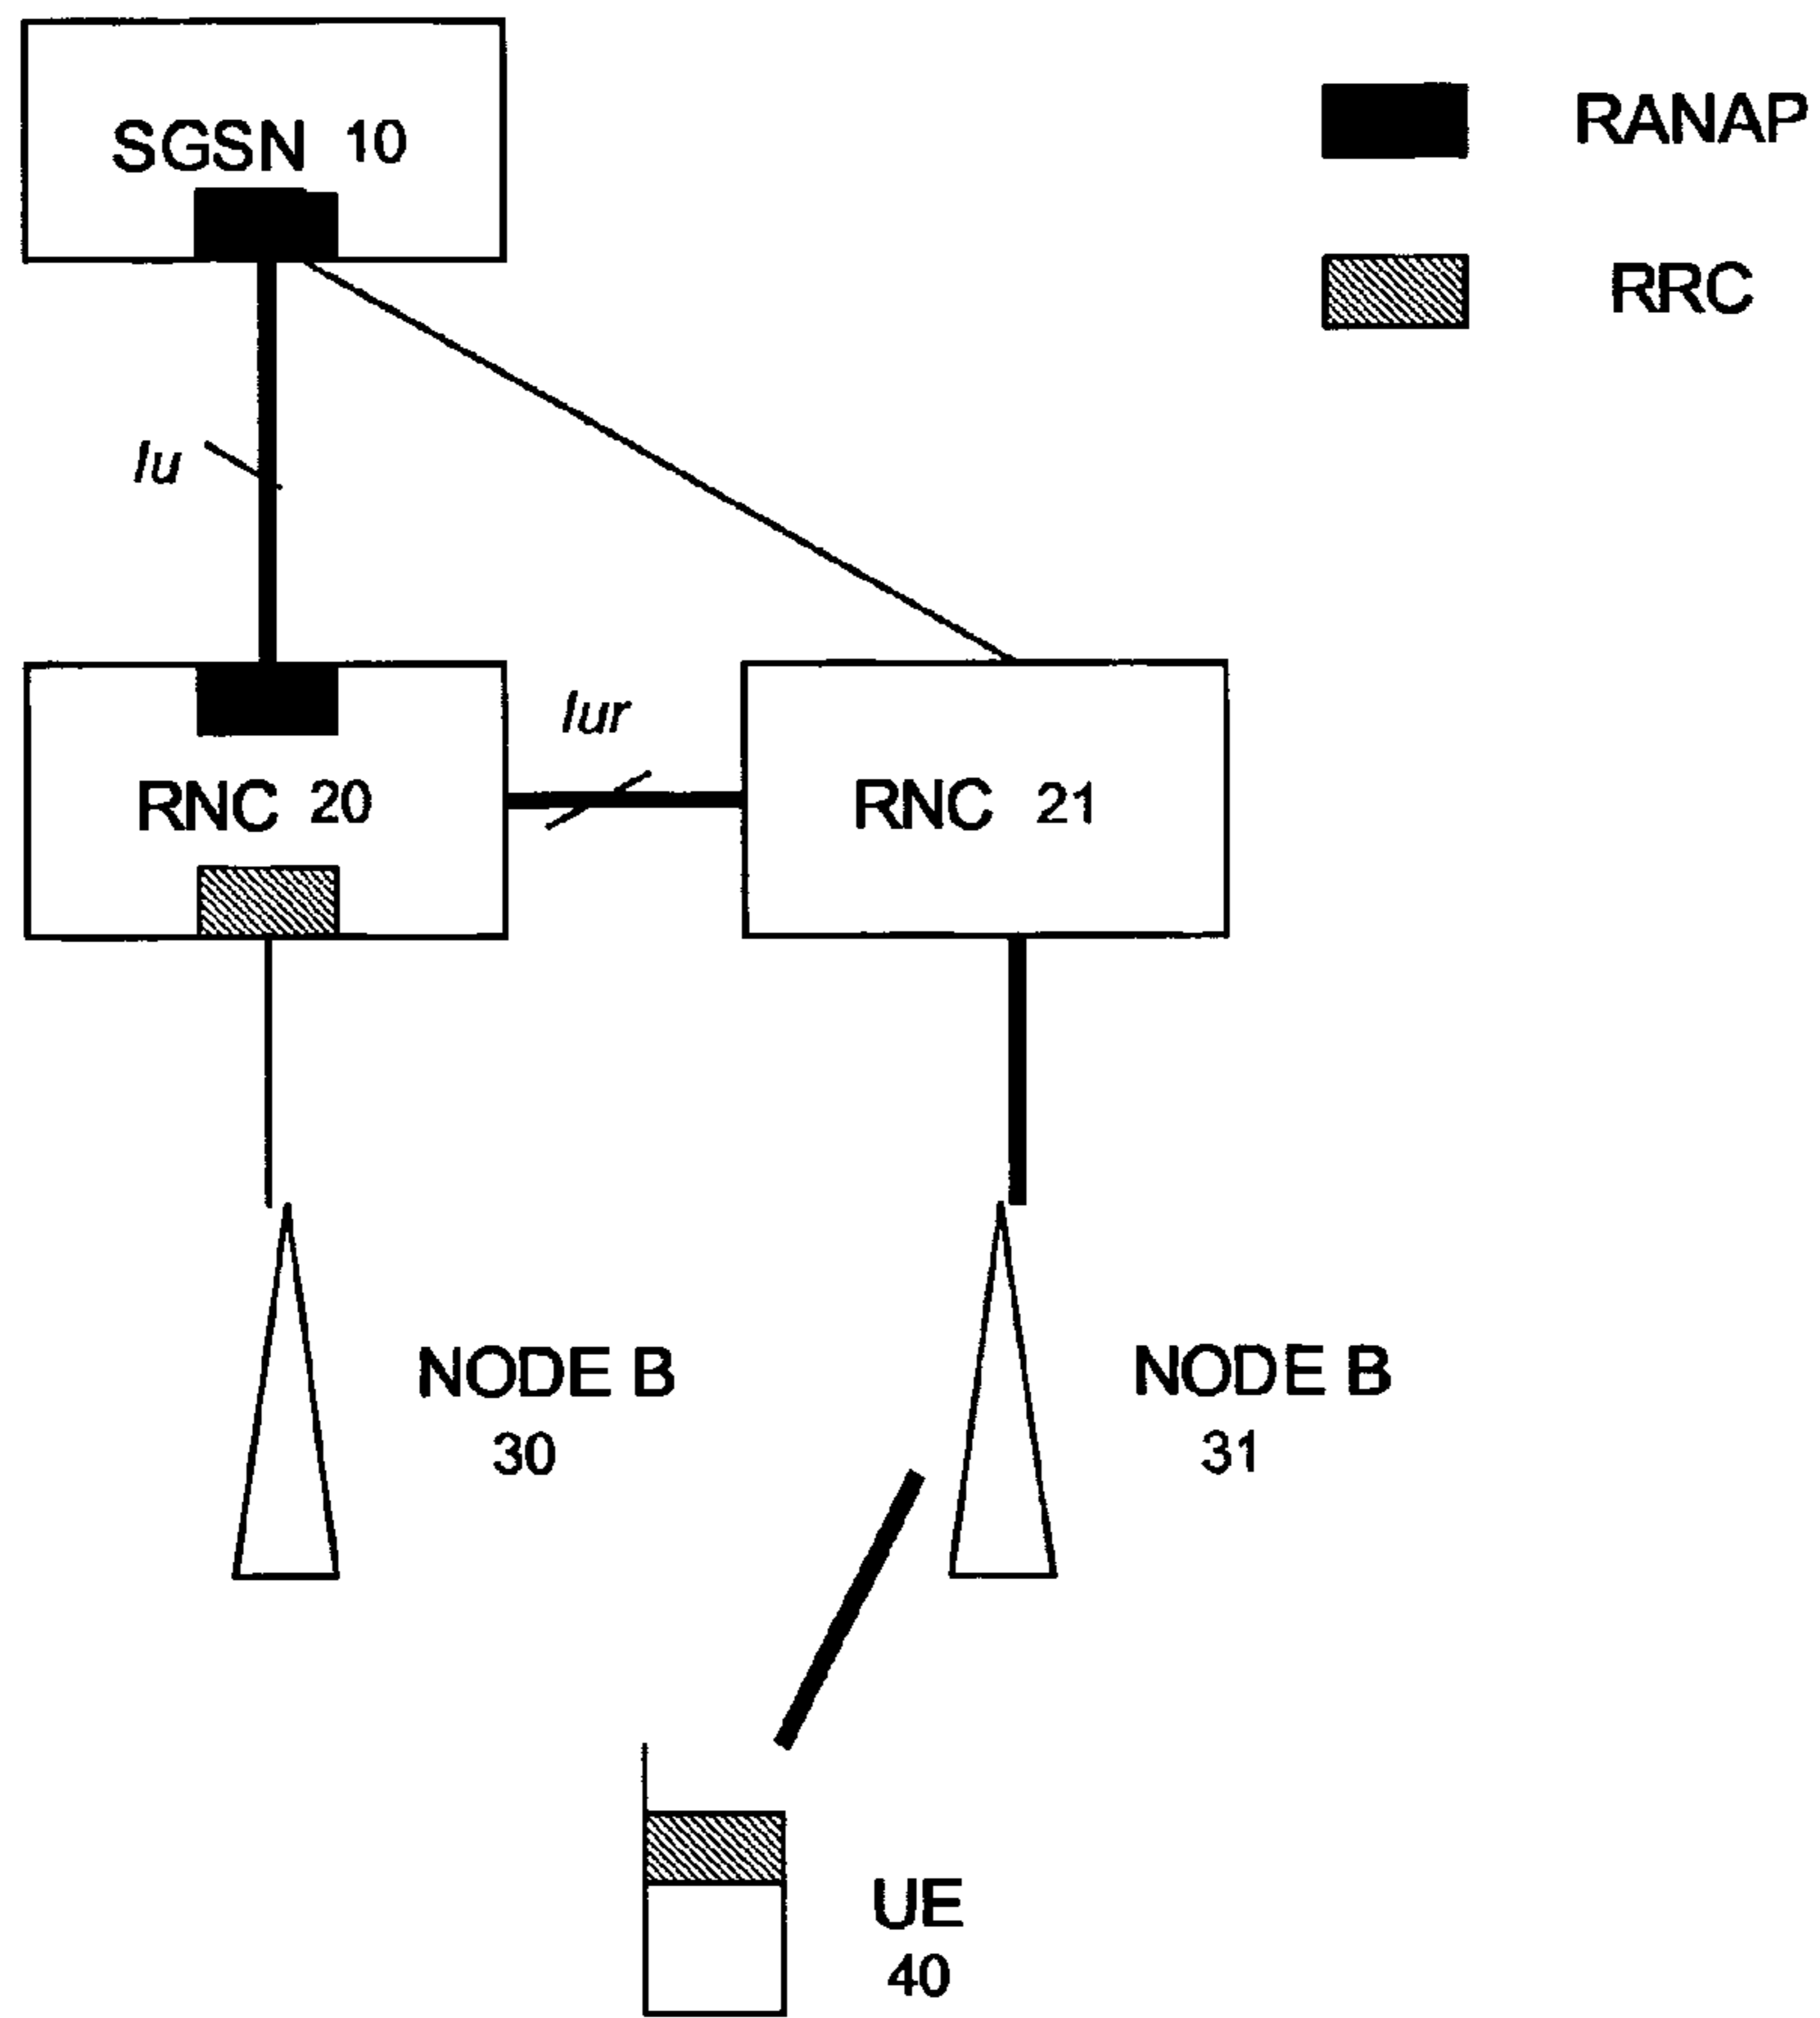 SGSN 10
RANAP
RRC
Iu
Iur
RNC 20
RNC 21
NODE B
30
NODE B
31
UE
40